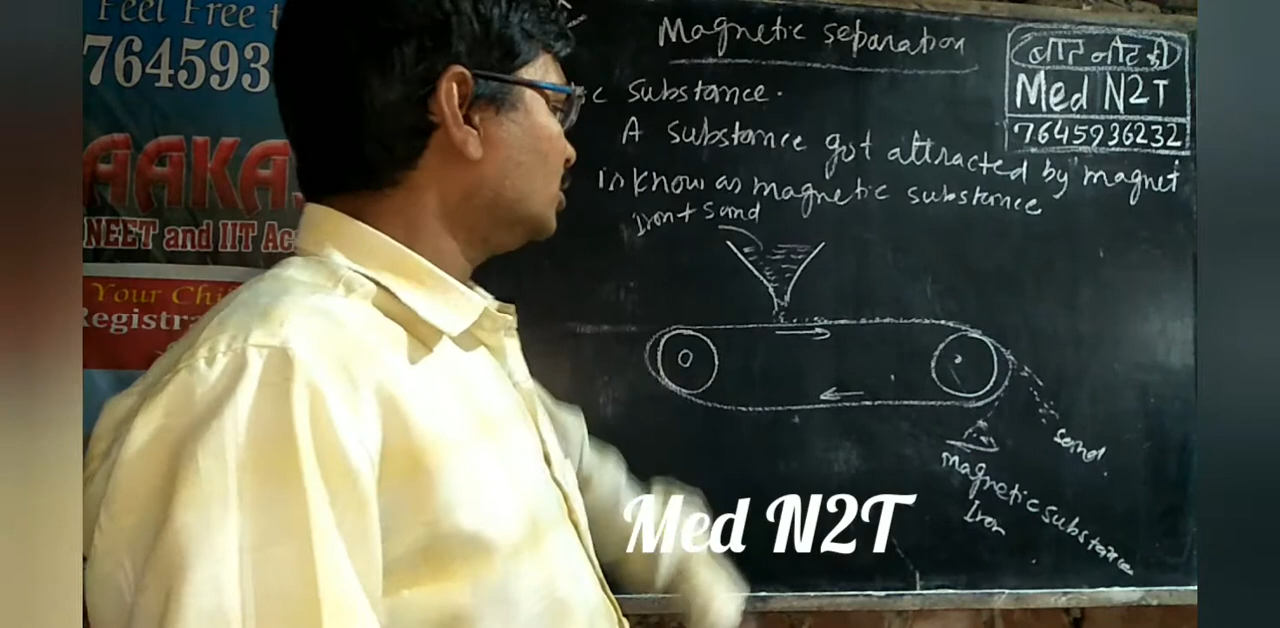 Feel Free t
764593
AAKA
NEET and IIT Ac
Your Chi
Registra
Magnetic separation
c substance.
A substance got attracted by magnet
is know as magnetic substance
Iron + Sand
sand.
magnetic substance
Iron
Med N2T
7645936232
Med N2T